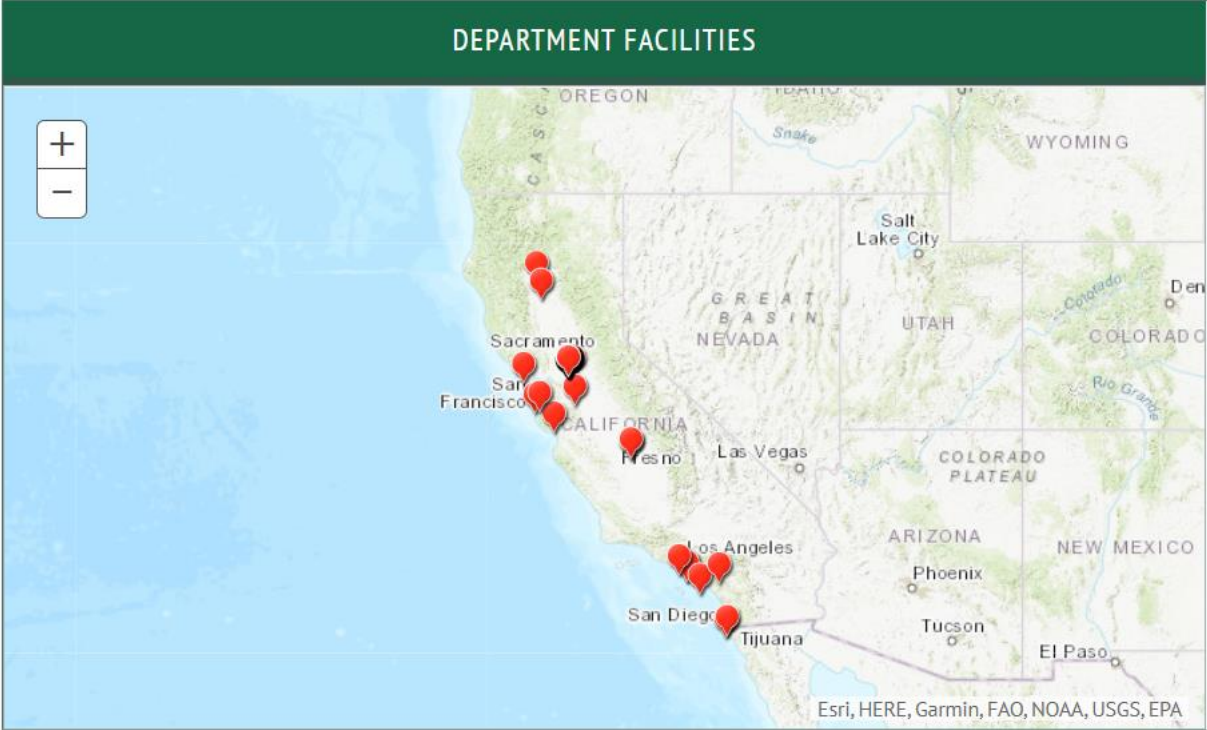 DEPARTMENT FACILITIES
+
−
OREGON
IDAHO
CASCA
Snake
WYOMING
Salt
Lake City
Den
Colorado
GREAT
BASIN
UTAH
COLORADO
Sacramento
NEVADA
San
Francisco
Rio Grande
CALIFORNIA
Fresno
Las Vegas
COLORADO
PLATEAU
ARIZONA
Los Angeles
NEW MEXICO
Phoenix
San Diego
Tijuana
Tucson
El Paso
Esri, HERE, Garmin, FAO, NOAA, USGS, EPA